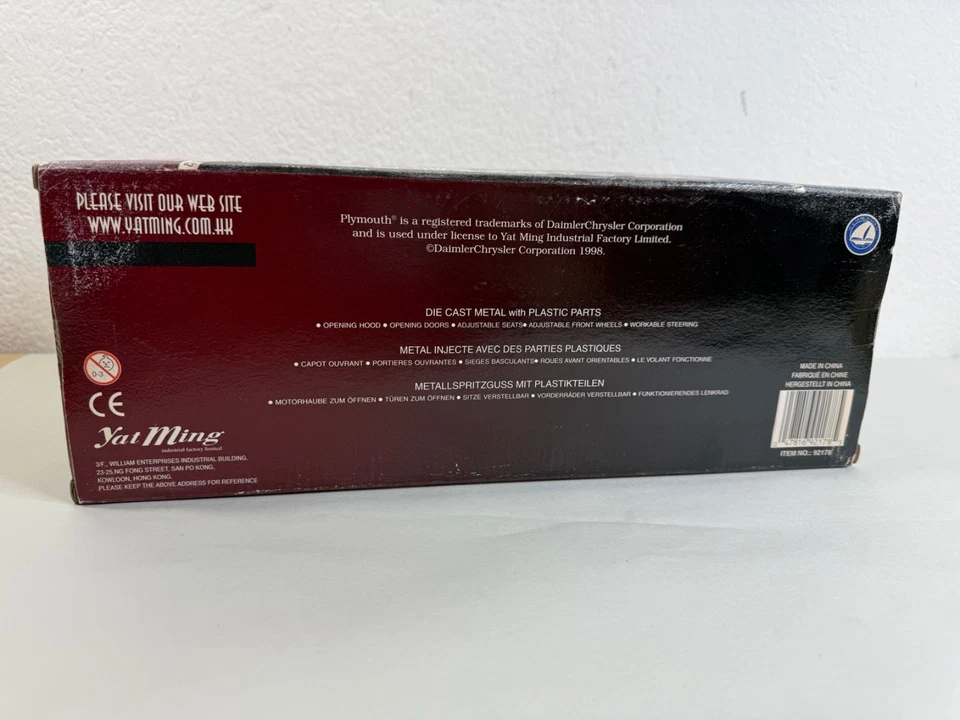 PLEASE VISIT OUR WEB SITE
WWW.YATMING.COM.HK
Plymouth® is a registered trademarks of DaimlerChrysler Corporation
and is used under license to Yat Ming Industrial Factory Limited.
©DaimlerChrysler Corporation 1998.
DIE CAST METAL with PLASTIC PARTS
● OPENING HOOD ● OPENING DOORS ● ADJUSTABLE SEATS● ADJUSTABLE FRONT WHEELS ● WORKABLE STEERING
METAL INJECTE AVEC DES PARTIES PLASTIQUES
● CAPOT OUVRANT ● PORTIERES OUVRANTES ● SIEGES BASCULANTS● ROUES AVANT ORIENTABLES ● LE VOLANT FONCTIONNE
METALLSPRITZGUSS MIT PLASTIKTEILEN
● MOTORHAUBE ZUM ÖFFNEN ● TÜREN ZUM ÖFFNEN ● SITZE VERSTELLBAR ● VORDERRÄDER VERSTELLBAR ● FUNKTIONIERENDES LENKRAD
0-3
CE
Yat Ming
industrial factory limited
3/F., WILLIAM ENTERPRISES INDUSTRIAL BUILDING,
23-25,NG FONG STREET, SAN PO KONG,
KOWLOON, HONG KONG.
PLEASE KEEP THE ABOVE ADDRESS FOR REFERENCE
MADE IN CHINA
FABRIQUÉ EN CHINE
HERGESTELLT IN CHINA
ITEM NO.: 92178